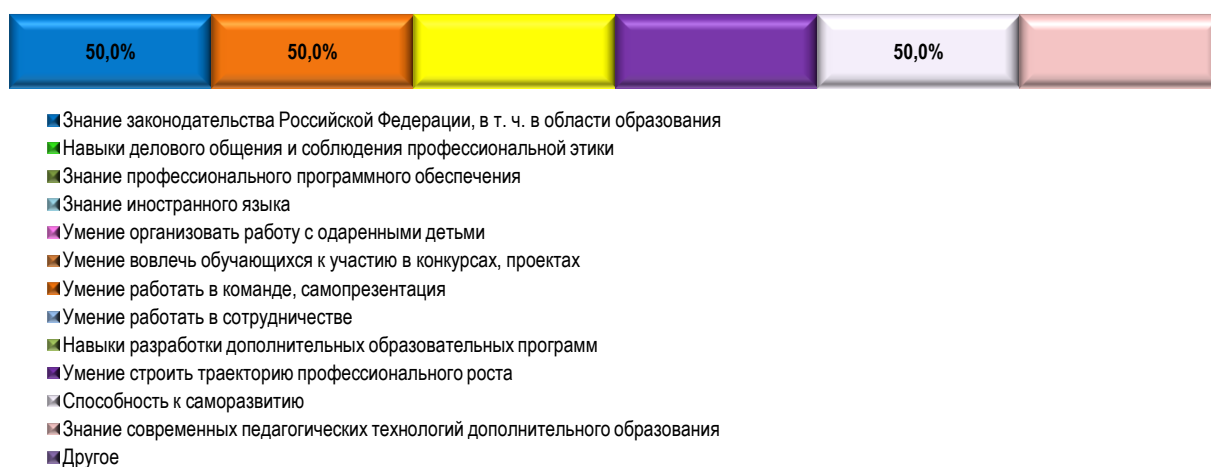 50,0% 50,0% 50,0%
Знание законодательства Российской Федерации, в т. ч. в области образования
Навыки делового общения и соблюдения профессиональной этики
Знание профессионального программного обеспечения
Знание иностранного языка
Умение организовать работу с одаренными детьми
Умение вовлечь обучающихся к участию в конкурсах, проектах
Умение работать в команде, самопрезентация
Умение работать в сотрудничестве
Навыки разработки дополнительных образовательных программ
Умение строить траекторию профессионального роста
Способность к саморазвитию
Знание современных педагогических технологий дополнительного образования
Другое